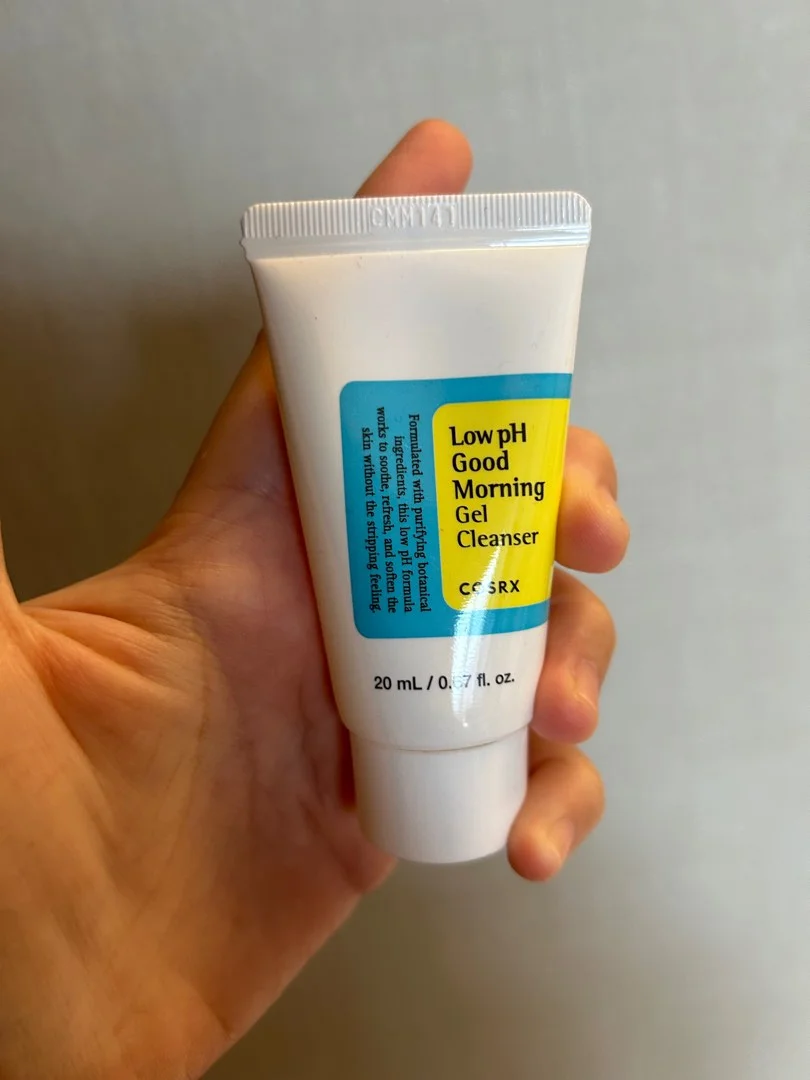 CMM141
Low pH
Good
Morning
Gel
Cleanser
COSRX
Formulated with purifying botanical
ingredients, this low pH formula
works to soothe, refresh, and soften the
skin without the stripping feeling.
20 mL / 0.67 fl. oz.